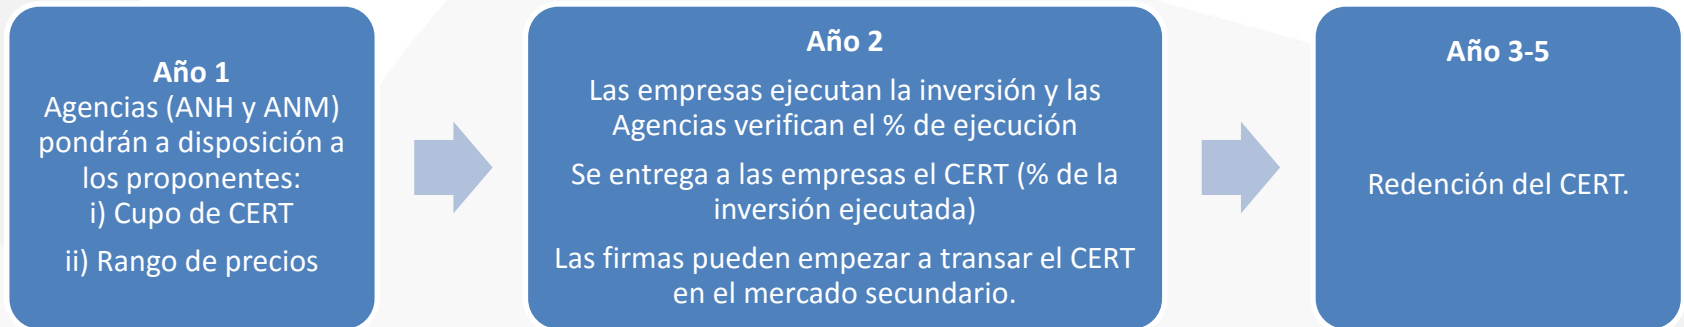 Año 1
Agencias (ANH y ANM)
pondrán a disposición a
los proponentes:
i) Cupo de CERT
ii) Rango de precios
Año 2
Las empresas ejecutan la inversión y las
Agencias verifican el % de ejecución
Se entrega a las empresas el CERT (% de la
inversión ejecutada)
Las firmas pueden empezar a transar el CERT
en el mercado secundario.
Año 3-5
Redención del CERT.